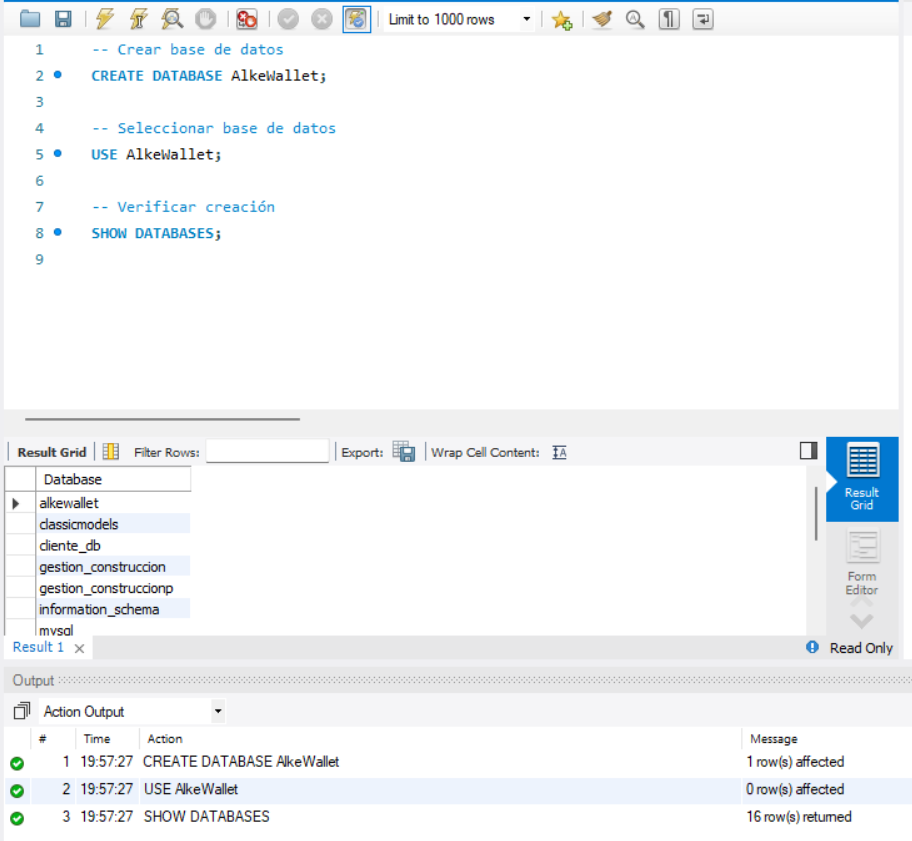 Limit to 1000 rows
1 -- Crear base de datos
2 CREATE DATABASE AlkeWallet;
3
4 -- Seleccionar base de datos
5 USE AlkeWallet;
6
7 -- Verificar creación
8 SHOW DATABASES;
9
Result Grid Filter Rows: Export: Wrap Cell Content:
Database
alkewallet
classicmodels
cliente_db
gestion_construccion
gestion_construccionp
information_schema
mysql
Result Grid
Form Editor
Result 1 Read Only
Output
Action Output
# Time Action Message
1 19:57:27 CREATE DATABASE AlkeWallet 1 row(s) affected
2 19:57:27 USE AlkeWallet 0 row(s) affected
3 19:57:27 SHOW DATABASES 16 row(s) returned